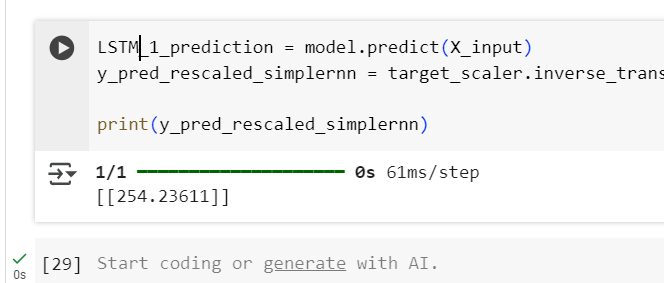 LSTM_1_prediction = model.predict(X_input)
y_pred_rescaled_simplernn = target_scaler.inverse_trans
print(y_pred_rescaled_simplernn)
1/1 0s 61ms/step
[[254.23611]]
[29] Start coding or generate with AI.
0s